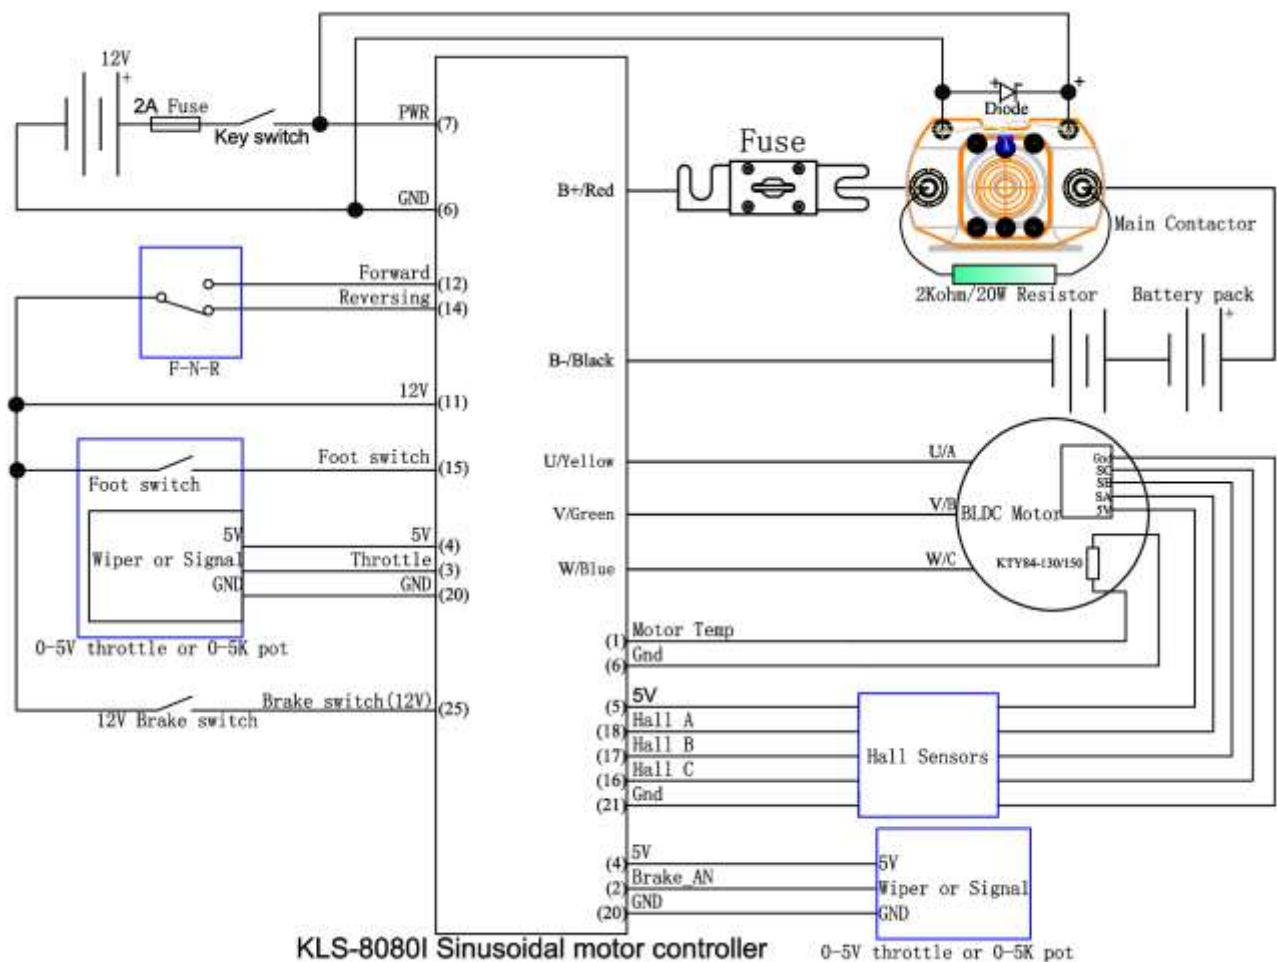 12V
+
2A Fuse
Key switch
PWR
(7)
GND
(6)
+
Diode
+
Fuse
B+/Red
Main Contactor
2Kohm/20W Resistor
Battery pack
+
Forward
(12)
Reversing
(14)
F-N-R
B-/Black
12V
(11)
Foot switch
(15)
Foot switch
5V
5V
(4)
Wiper or Signal
Throttle
(3)
GND
GND
(20)
0-5V throttle or 0-5K pot
Brake switch(12V)
(25)
12V Brake switch
U/Yellow
U/A
V/Green
V/B
W/Blue
W/C
BLDC Motor
Gnd
SC
SB
SA
5V
KTY84-130/150
(1)
Motor Temp
(6)
Gnd
(5)
5V
(18)
Hall A
(17)
Hall B
(16)
Hall C
(21)
Gnd
Hall Sensors
(4)
5V
5V
(2)
Brake_AN
Wiper or Signal
(20)
GND
GND
KLS-8080I Sinusoidal motor controller
0-5V throttle or 0-5K pot